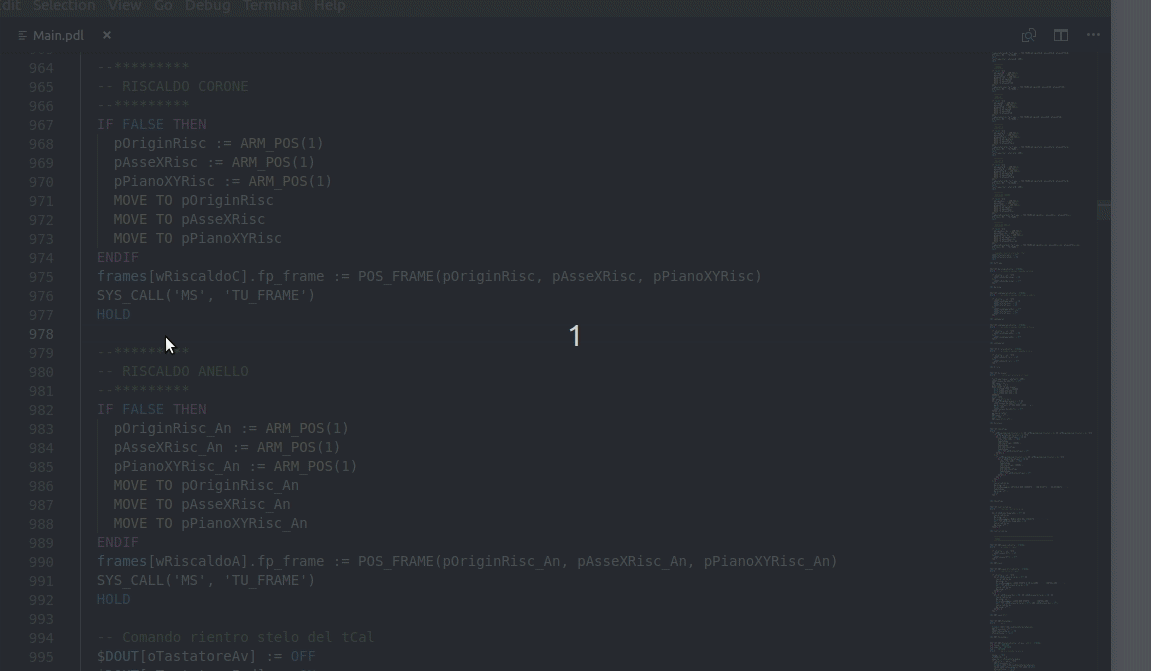 Edit Selection View Go Debug Terminal Help
Main.pdl ×
964 --*********
965 -- RISCALDO CORONE
966 --*********
967 IF FALSE THEN
968 pOriginRisc := ARM_POS(1)
969 pAsseXRisc := ARM_POS(1)
970 pPianoXYRisc := ARM_POS(1)
971 MOVE TO pOriginRisc
972 MOVE TO pAsseXRisc
973 MOVE TO pPianoXYRisc
974 ENDIF
975 frames[wRiscaldoC].fp_frame := POS_FRAME(pOriginRisc, pAsseXRisc, pPianoXYRisc)
976 SYS_CALL('MS', 'TU_FRAME')
977 HOLD
978
1
979 --*********
980 -- RISCALDO ANELLO
981 --*********
982 IF FALSE THEN
983 pOriginRisc_An := ARM_POS(1)
984 pAsseXRisc_An := ARM_POS(1)
985 pPianoXYRisc_An := ARM_POS(1)
986 MOVE TO pOriginRisc_An
987 MOVE TO pAsseXRisc_An
988 MOVE TO pPianoXYRisc_An
989 ENDIF
990 frames[wRiscaldoA].fp_frame := POS_FRAME(pOriginRisc_An, pAsseXRisc_An, pPianoXYRisc_An)
991 SYS_CALL('MS', 'TU_FRAME')
992 HOLD
993
994 -- Comando rientro stelo del tCal
995 $DOUT[oTastatoreAv] := OFF